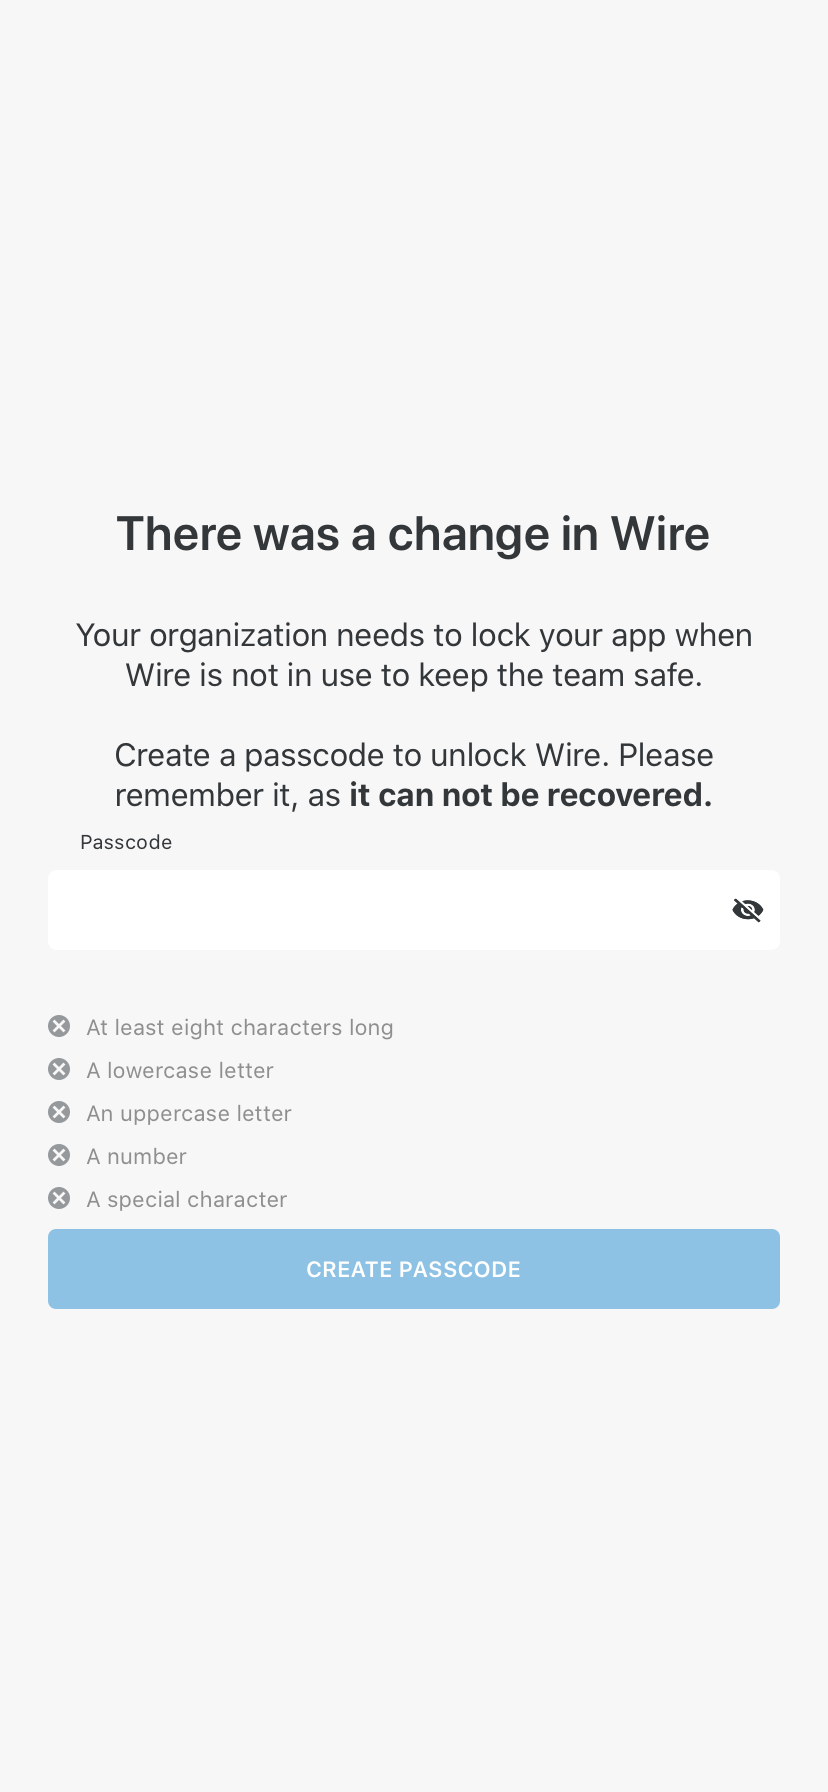 There was a change in Wire
Your organization needs to lock your app when
Wire is not in use to keep the team safe.
Create a passcode to unlock Wire. Please
remember it, as it can not be recovered.
Passcode
At least eight characters long
A lowercase letter
An uppercase letter
A number
A special character
CREATE PASSCODE